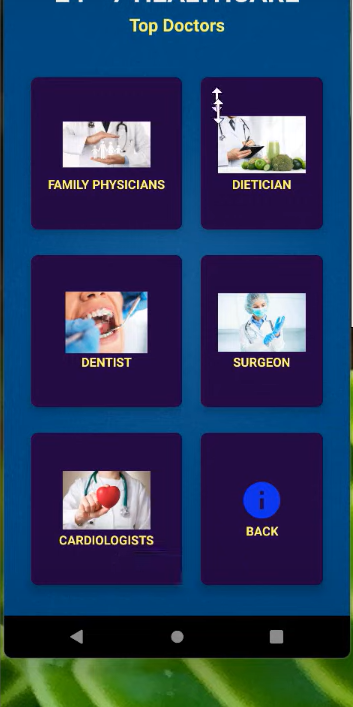 Top Doctors
FAMILY PHYSICIANS
DIETICIAN
DENTIST
SURGEON
CARDIOLOGISTS
BACK